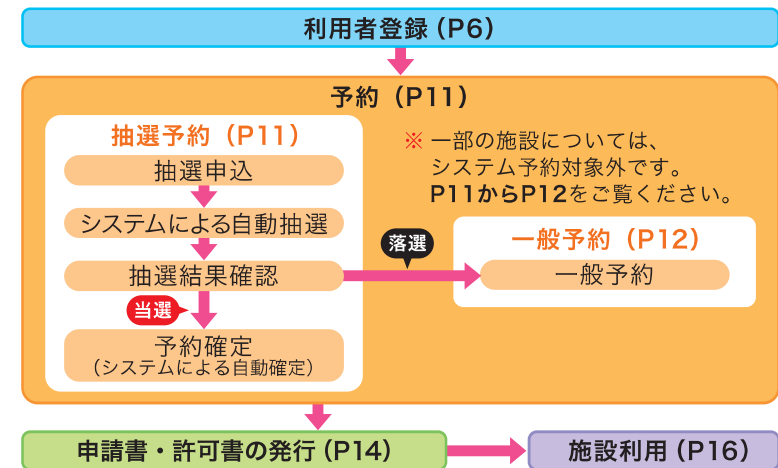 利用者登録（P6）
予約（P11）
抽選予約（P11）
抽選申込
システムによる自動抽選
抽選結果確認
当選
予約確定
（システムによる自動確定）
※ 一部の施設については、
システム予約対象外です。
P11からP12をご覧ください。
落選
一般予約（P12）
一般予約
申請書・許可書の発行（P14）
施設利用（P16）